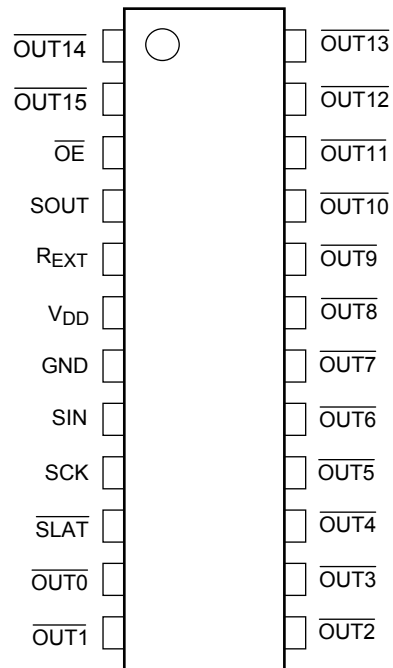 OUT14 OUT13
OUT15 OUT12
OE OUT11
SOUT OUT10
REXT OUT9
VDD OUT8
GND OUT7
SIN OUT6
SCK OUT5
SLAT OUT4
OUT0 OUT3
OUT1 OUT2